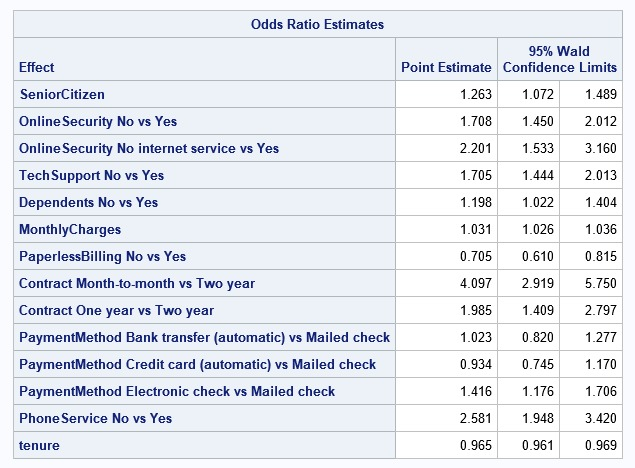 Odds Ratio Estimates
Effect Point Estimate 95% Wald Confidence Limits
SeniorCitizen 1.263 1.072 1.489
OnlineSecurity No vs Yes 1.708 1.450 2.012
OnlineSecurity No internet service vs Yes 2.201 1.533 3.160
TechSupport No vs Yes 1.705 1.444 2.013
Dependents No vs Yes 1.198 1.022 1.404
MonthlyCharges 1.031 1.026 1.036
PaperlessBilling No vs Yes 0.705 0.610 0.815
Contract Month-to-month vs Two year 4.097 2.919 5.750
Contract One year vs Two year 1.985 1.409 2.797
PaymentMethod Bank transfer (automatic) vs Mailed check 1.023 0.820 1.277
PaymentMethod Credit card (automatic) vs Mailed check 0.934 0.745 1.170
PaymentMethod Electronic check vs Mailed check 1.416 1.176 1.706
PhoneService No vs Yes 2.581 1.948 3.420
tenure 0.965 0.961 0.969